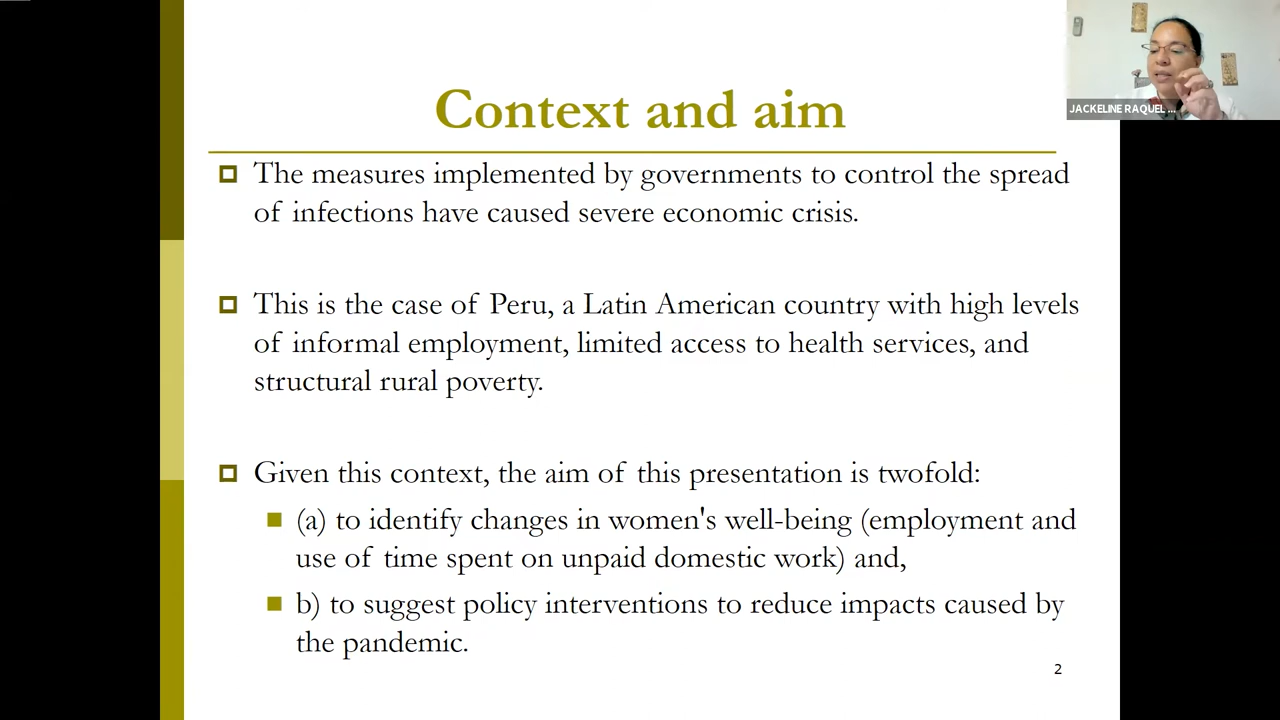 JACKELINE RAQUEL ...
Context and aim
The measures implemented by governments to control the spread
of infections have caused severe economic crisis.
This is the case of Peru, a Latin American country with high levels
of informal employment, limited access to health services, and
structural rural poverty.
Given this context, the aim of this presentation is twofold:
(a) to identify changes in women's well-being (employment and
use of time spent on unpaid domestic work) and,
b) to suggest policy interventions to reduce impacts caused by
the pandemic.
2